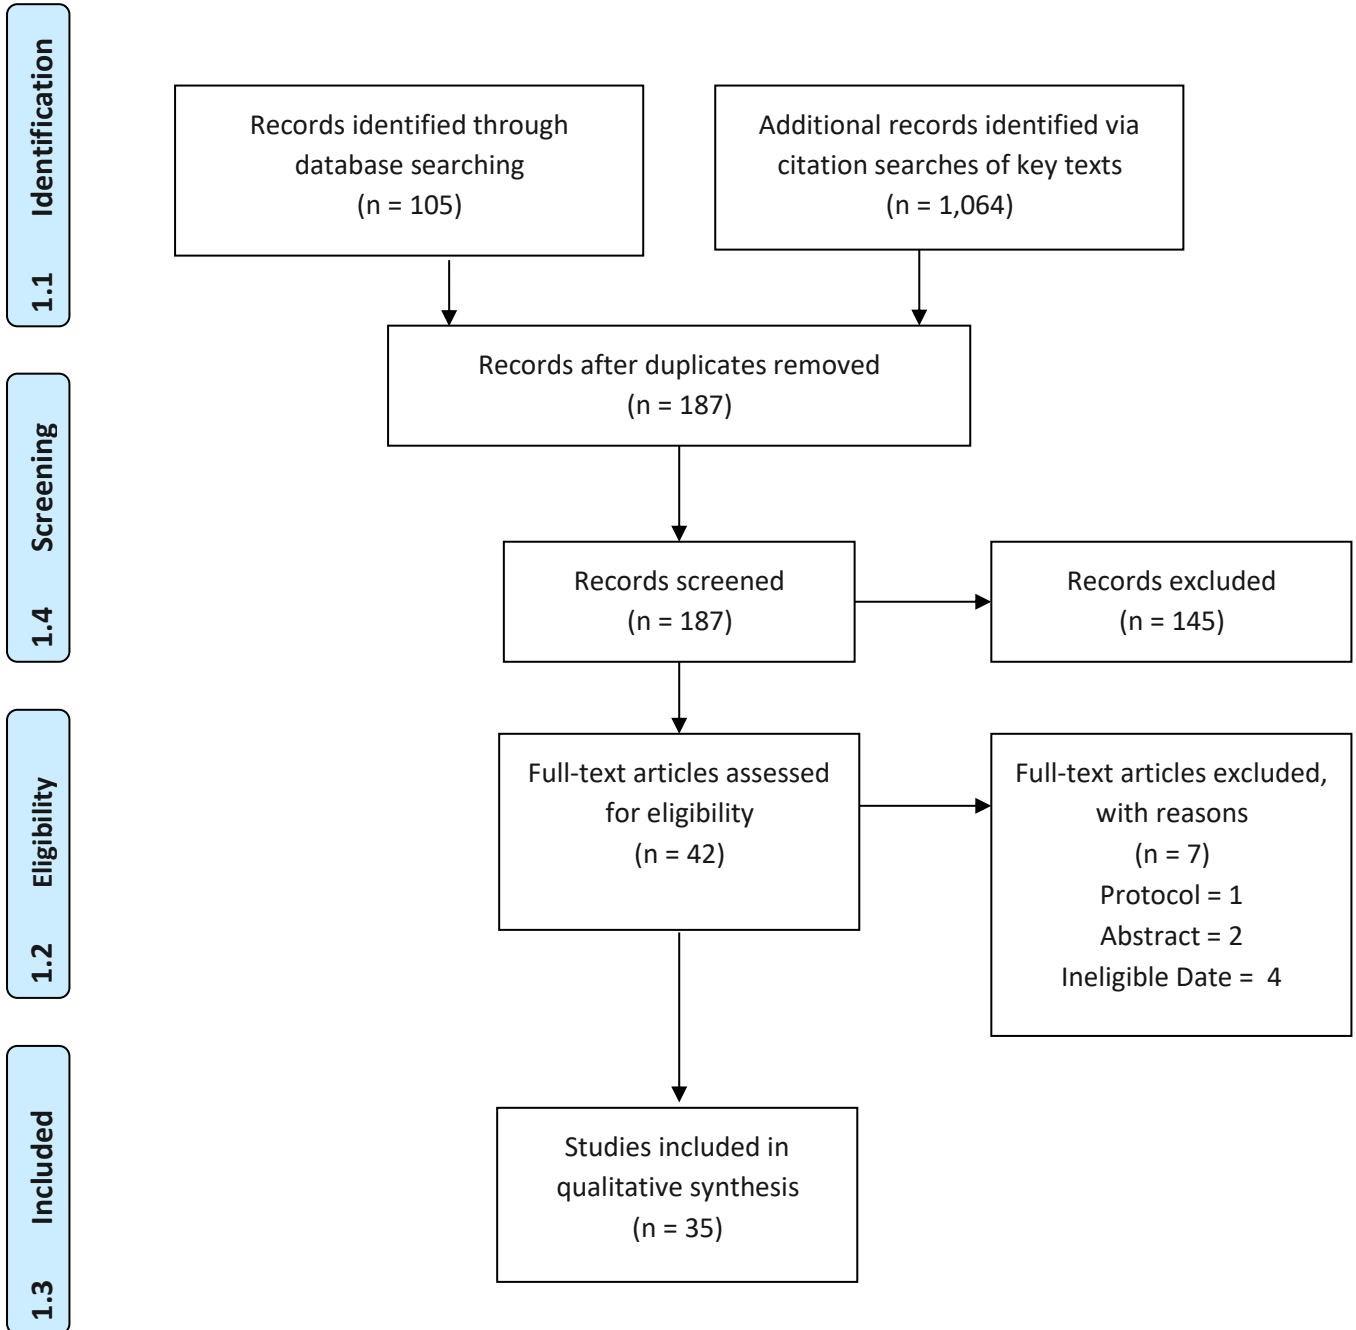 1.1 Identification
Records identified through
database searching
(n = 105)
Additional records identified via
citation searches of key texts
(n = 1,064)
Records after duplicates removed
(n = 187)
1.4 Screening
Records screened
(n = 187)
Records excluded
(n = 145)
1.2 Eligibility
Full-text articles assessed
for eligibility
(n = 42)
Full-text articles excluded,
with reasons
(n = 7)
Protocol = 1
Abstract = 2
Ineligible Date =  4
1.3 Included
Studies included in
qualitative synthesis
(n = 35)